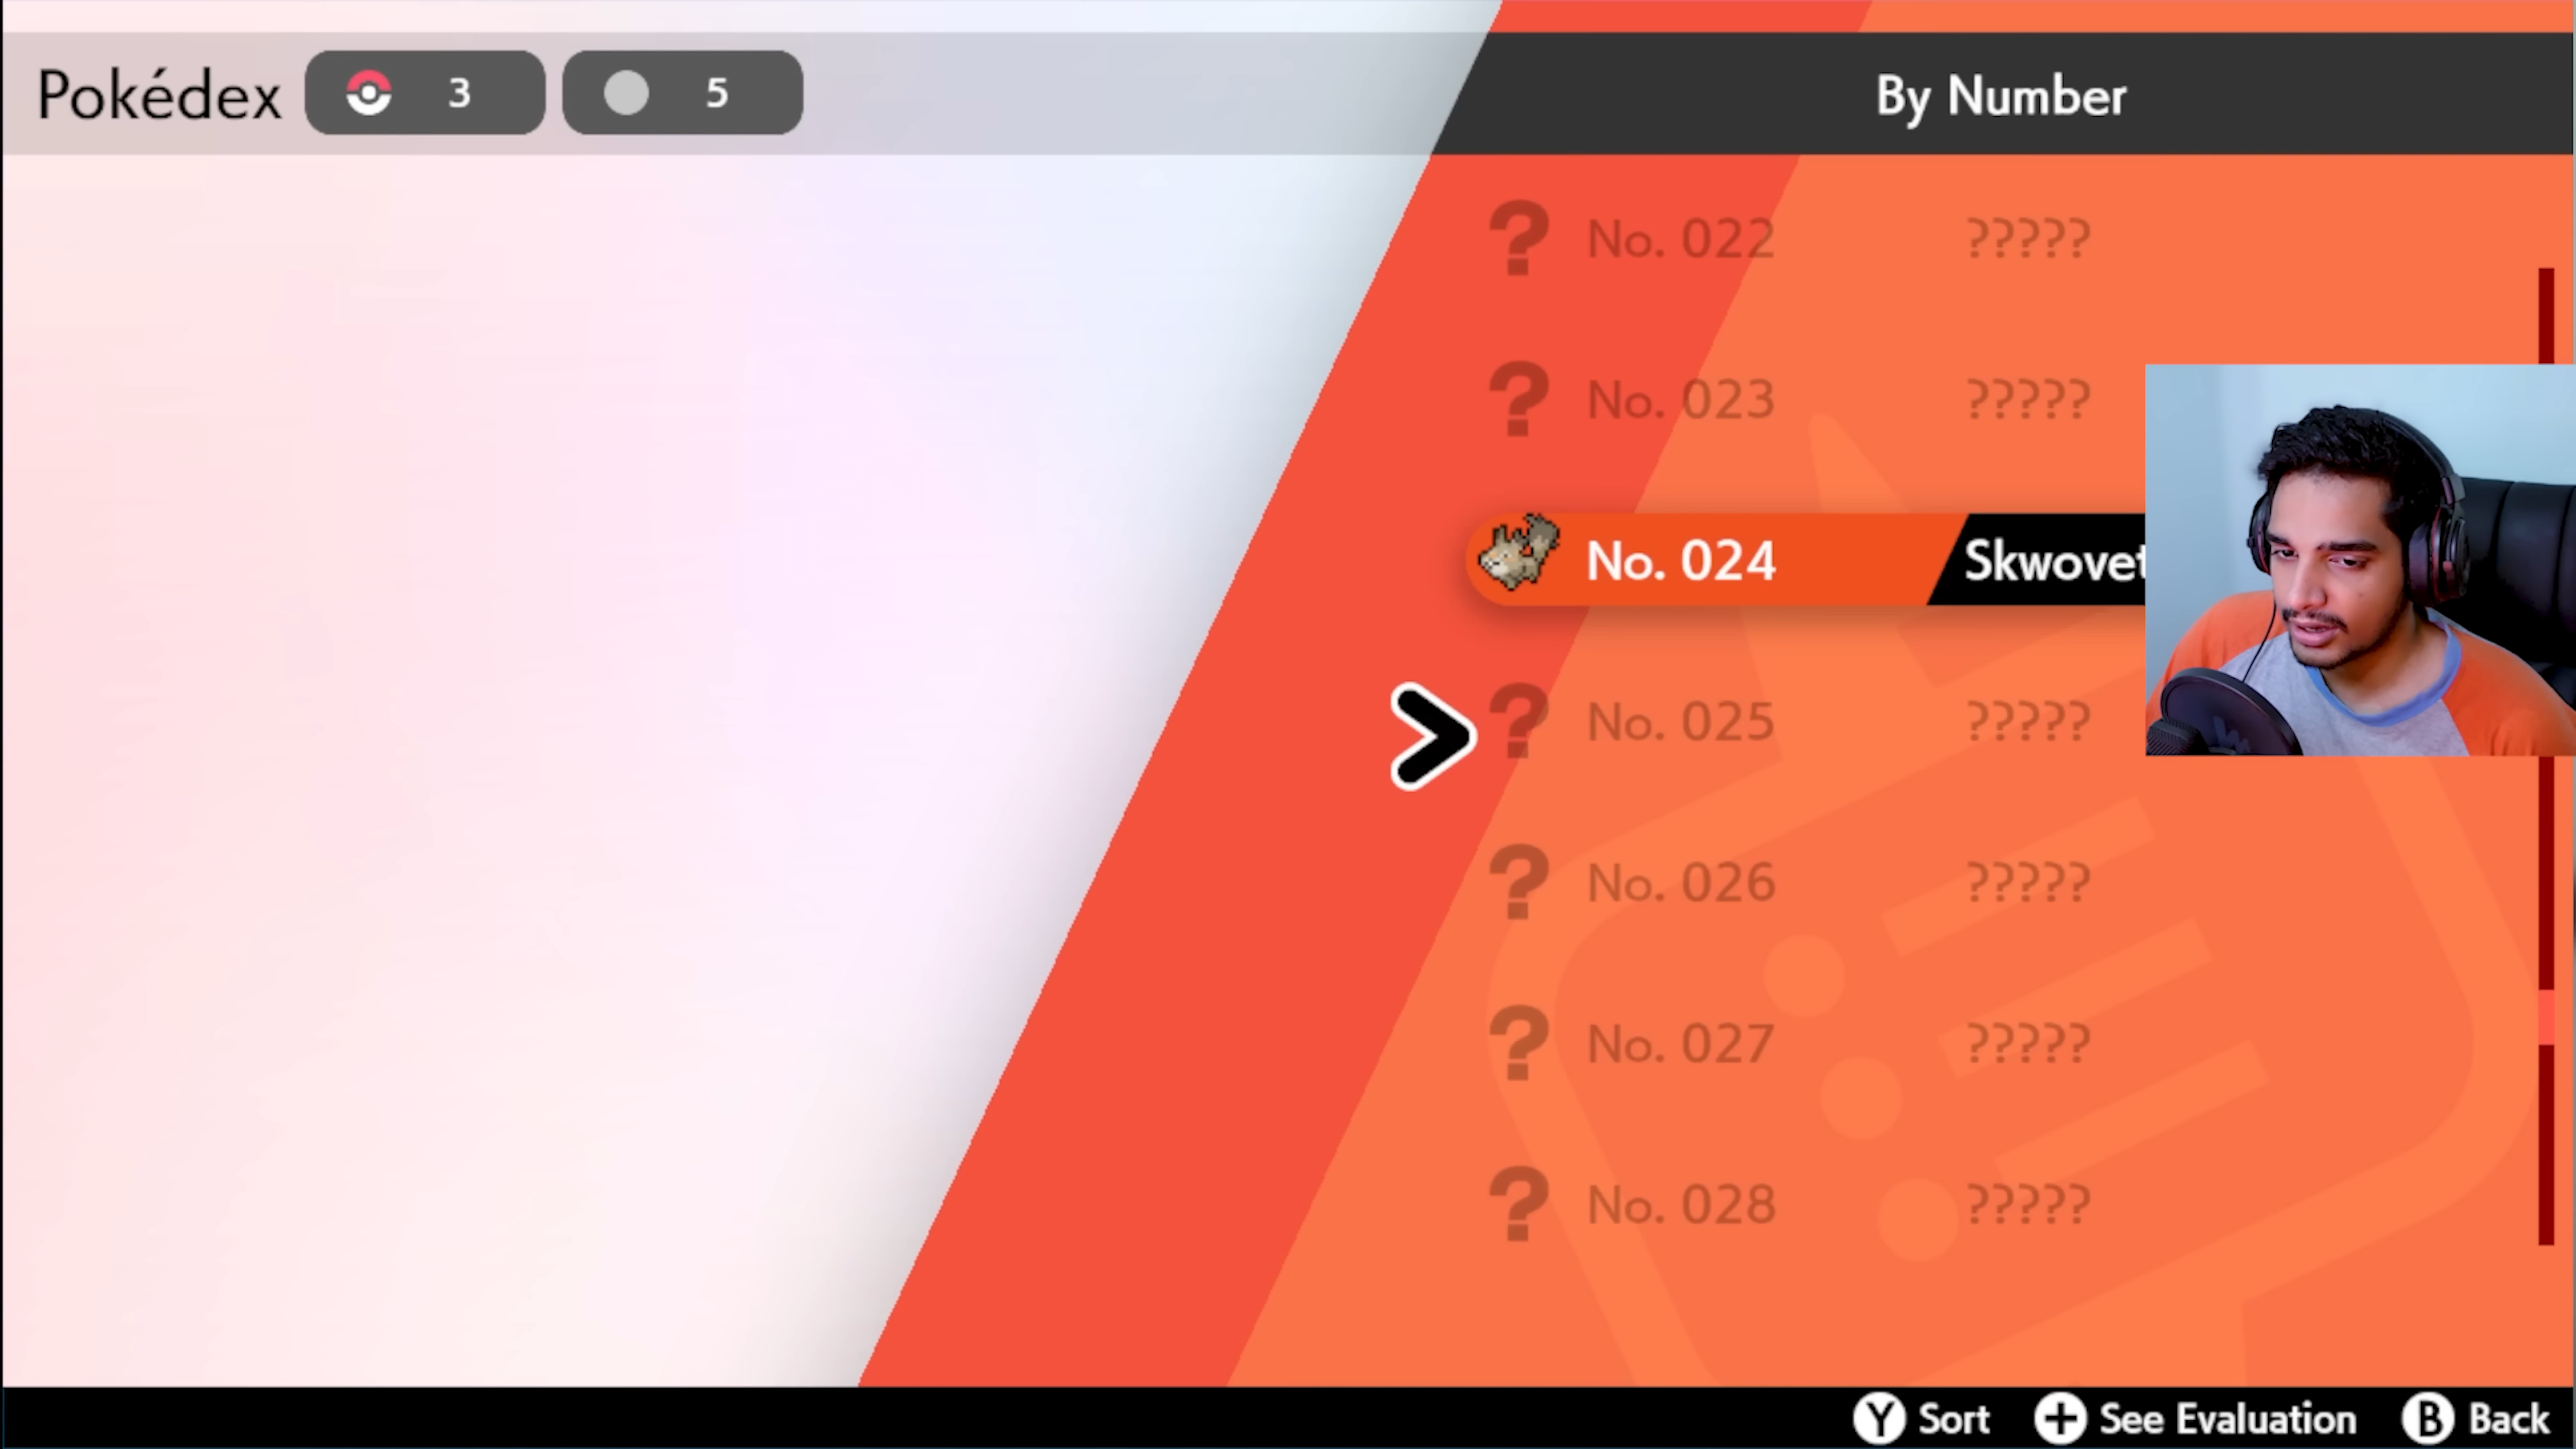 Pokédex 3 5 By Number
No. 022 ?????
No. 023 ?????
No. 024 Skwovet
No. 025 ?????
No. 026 ?????
No. 027 ?????
No. 028 ?????
Y Sort + See Evaluation B Back